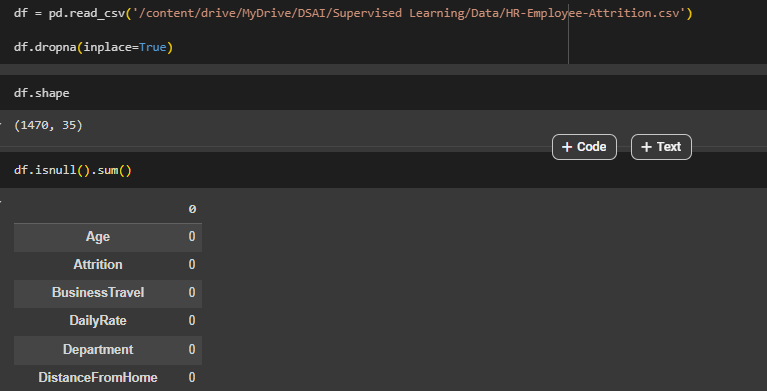 df = pd.read_csv('/content/drive/MyDrive/DSAI/Supervised Learning/Data/HR-Employee-Attrition.csv')
df.dropna(inplace=True)
df.shape
(1470, 35)
+ Code + Text
df.isnull().sum()
0
Age 0
Attrition 0
BusinessTravel 0
DailyRate 0
Department 0
DistanceFromHome 0